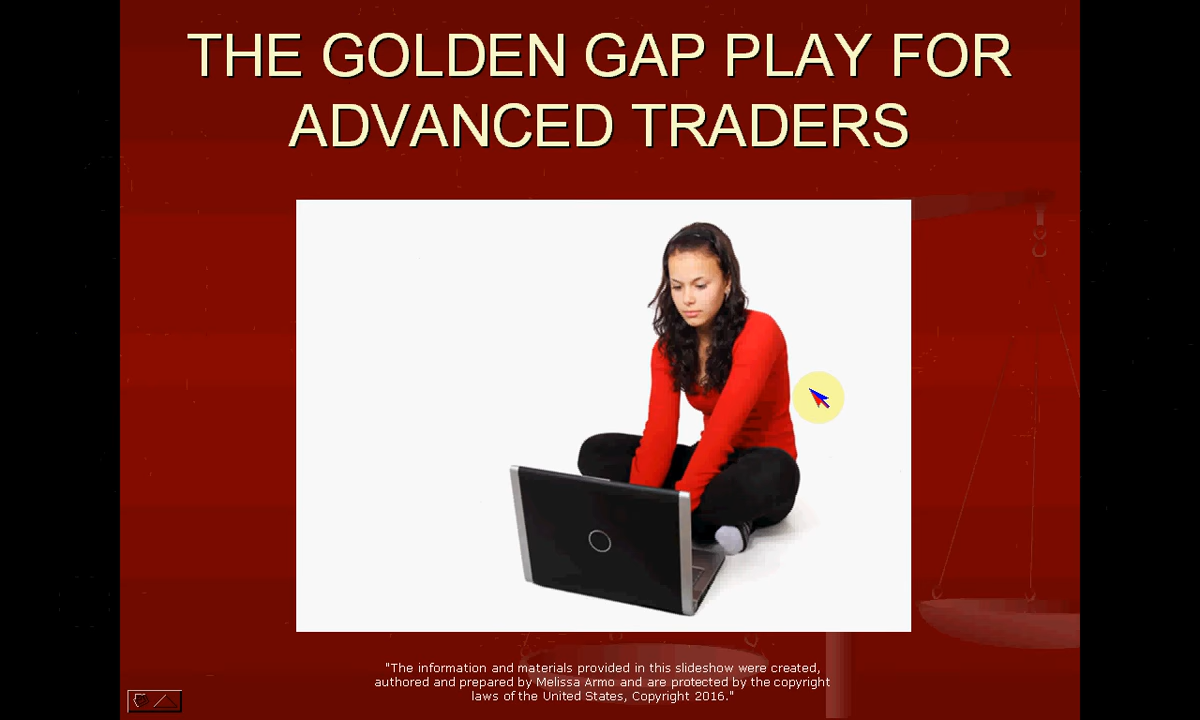 THE GOLDEN GAP PLAY FOR
ADVANCED TRADERS
"The information and materials provided in this slideshow were created,
authored and prepared by Melissa Armo and are protected by the copyright
laws of the United States, Copyright 2016."